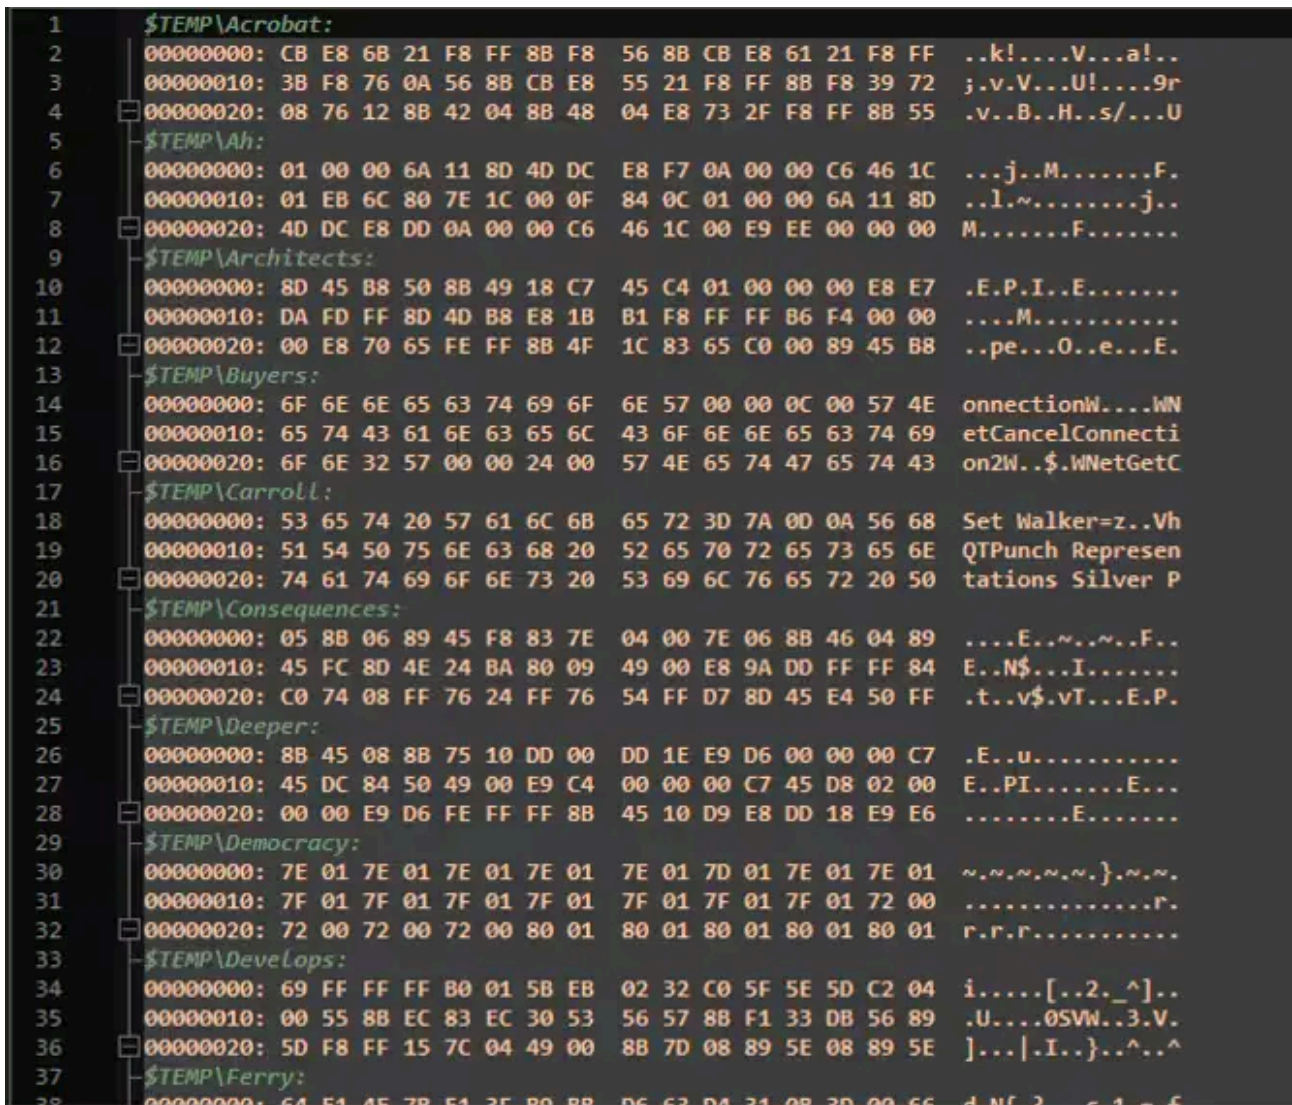 1 $TEMP\Acrobat:
2 00000000: CB E8 6B 21 F8 FF 8B F8 56 8B CB E8 61 21 F8 FF ..k!....V...a!..
3 00000010: 3B F8 76 0A 56 8B CB E8 55 21 F8 FF 8B F8 39 72 ;.v.V...U!....9r
4 00000020: 08 76 12 8B 42 04 8B 48 04 E8 73 2F F8 FF 8B 55 .v..B..H..s/...U
5 $TEMP\Ah:
6 00000000: 01 00 00 6A 11 8D 4D DC E8 F7 0A 00 00 C6 46 1C ...j..M.......F.
7 00000010: 01 EB 6C 80 7E 1C 00 0F 84 0C 01 00 00 6A 11 8D ..l.~........j..
8 00000020: 4D DC E8 DD 0A 00 00 C6 46 1C 00 E9 EE 00 00 00 M.......F.......
9 $TEMP\Architects:
10 00000000: 8D 45 B8 50 8B 49 18 C7 45 C4 01 00 00 00 E8 E7 .E.P.I..E.......
11 00000010: DA FD FF 8D 4D B8 E8 1B B1 F8 FF FF B6 F4 00 00 ....M...........
12 00000020: 00 E8 70 65 FE FF 8B 4F 1C 83 65 C0 00 89 45 B8 ..pe...O..e...E.
13 $TEMP\Buyers:
14 00000000: 6F 6E 6E 65 63 74 69 6F 6E 57 00 00 0C 00 57 4E onnectionW....WN
15 00000010: 65 74 43 61 6E 63 65 6C 43 6F 6E 6E 65 63 74 69 etCancelConnecti
16 00000020: 6F 6E 32 57 00 00 24 00 57 4E 65 74 47 65 74 43 on2W..$.WNetGetC
17 $TEMP\Carroll:
18 00000000: 53 65 74 20 57 61 6C 6B 65 72 3D 7A 0D 0A 56 68 Set Walker=z..Vh
19 00000010: 51 54 50 75 6E 63 68 20 52 65 70 72 65 73 65 6E QTPunch Represen
20 00000020: 74 61 74 69 6F 6E 73 20 53 69 6C 76 65 72 20 50 tations Silver P
21 $TEMP\Consequences:
22 00000000: 05 8B 06 89 45 F8 83 7E 04 00 7E 06 8B 46 04 89 ....E..~..~..F..
23 00000010: 45 FC 8D 4E 24 BA 80 09 49 00 E8 9A DD FF FF 84 E..N$...I.......
24 00000020: C0 74 08 FF 76 24 FF 76 54 FF D7 8D 45 E4 50 FF .t..v$.vT...E.P.
25 $TEMP\Deeper:
26 00000000: 8B 45 08 8B 75 10 DD 00 DD 1E E9 D6 00 00 00 C7 .E..u...........
27 00000010: 45 DC 84 50 49 00 E9 C4 00 00 00 C7 45 D8 02 00 E..PI.......E...
28 00000020: 00 00 E9 D6 FE FF FF 8B 45 10 D9 E8 DD 18 E9 E6 ........E.......
29 $TEMP\Democracy:
30 00000000: 7E 01 7E 01 7E 01 7E 01 7E 01 7D 01 7E 01 7E 01 ~.~.~.~.~.}.~.~.
31 00000010: 7F 01 7F 01 7F 01 7F 01 7F 01 7F 01 7F 01 72 00 ..............r.
32 00000020: 72 00 72 00 72 00 80 01 80 01 80 01 80 01 80 01 r.r.r...........
33 $TEMP\Develops:
34 00000000: 69 FF FF FF B0 01 5B EB 02 32 C0 5F 5E 5D C2 04 i.....[..2._^]..
35 00000010: 00 55 8B EC 83 EC 30 53 56 57 8B F1 33 DB 56 89 .U....0SVW..3.V.
36 00000020: 5D F8 FF 15 7C 04 49 00 8B 7D 08 89 5E 08 89 5E ]...|.I..}..^..^
37 $TEMP\Ferry: